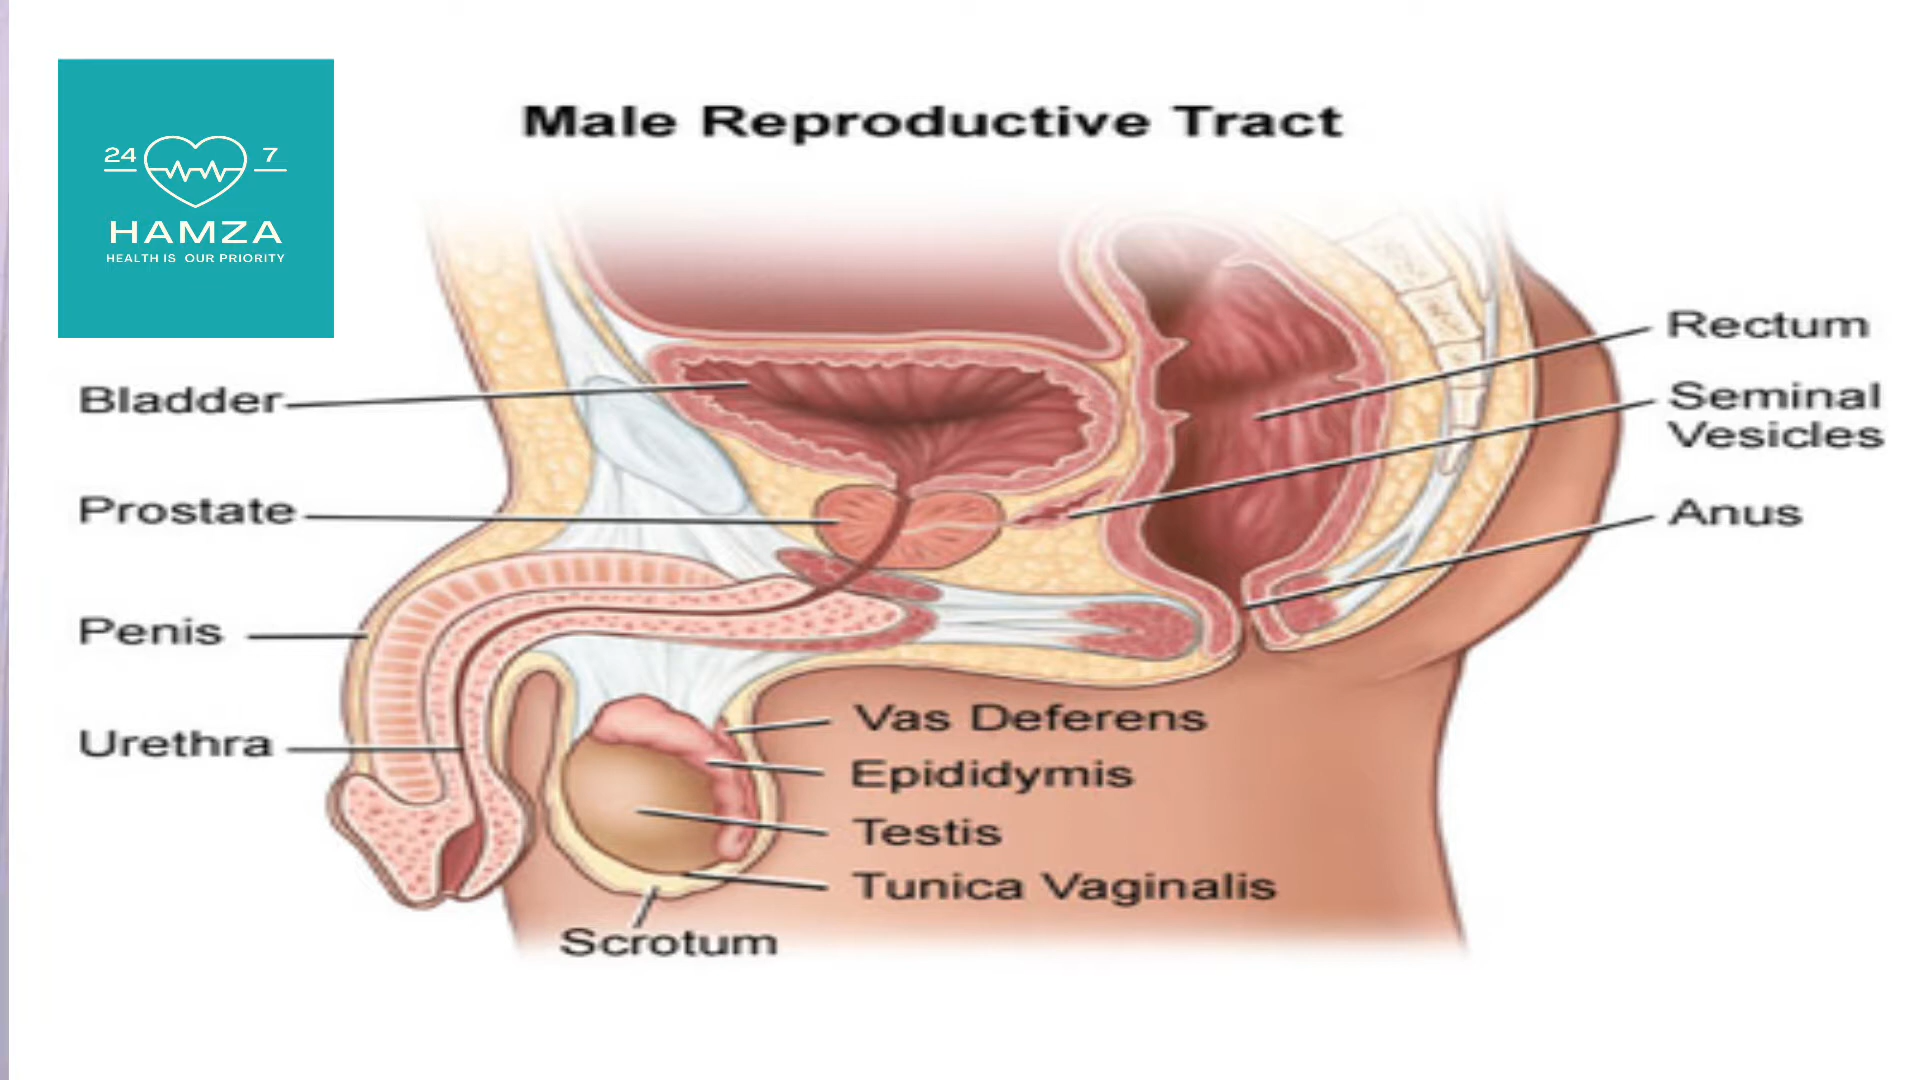 Male Reproductive Tract
24 7
HAMZA
HEALTH IS OUR PRIORITY
Bladder
Prostate
Penis
Urethra
Rectum
Seminal
Vesicles
Anus
Vas Deferens
Epididymis
Testis
Tunica Vaginalis
Scrotum